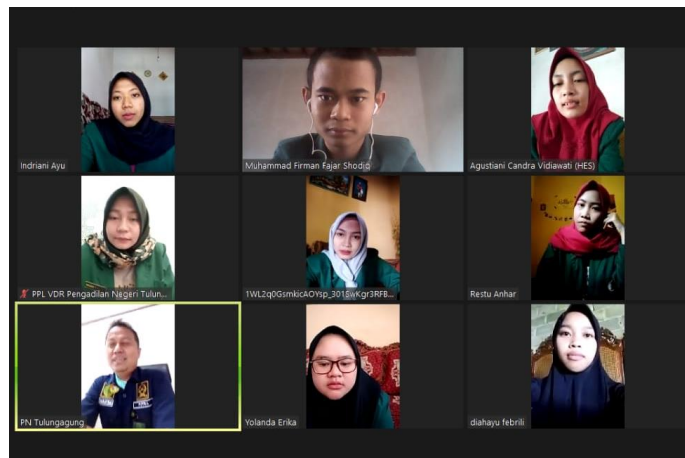 Indriani Ayu
Muhammad Firman Fajar Shodiq
Agustiani Candra Vidiawati (HES)
PPL VDR Pengadilan Negeri Tulun...
Restu Anhar
PN Tulungagung
Yolanda Erika
diahayu febrili